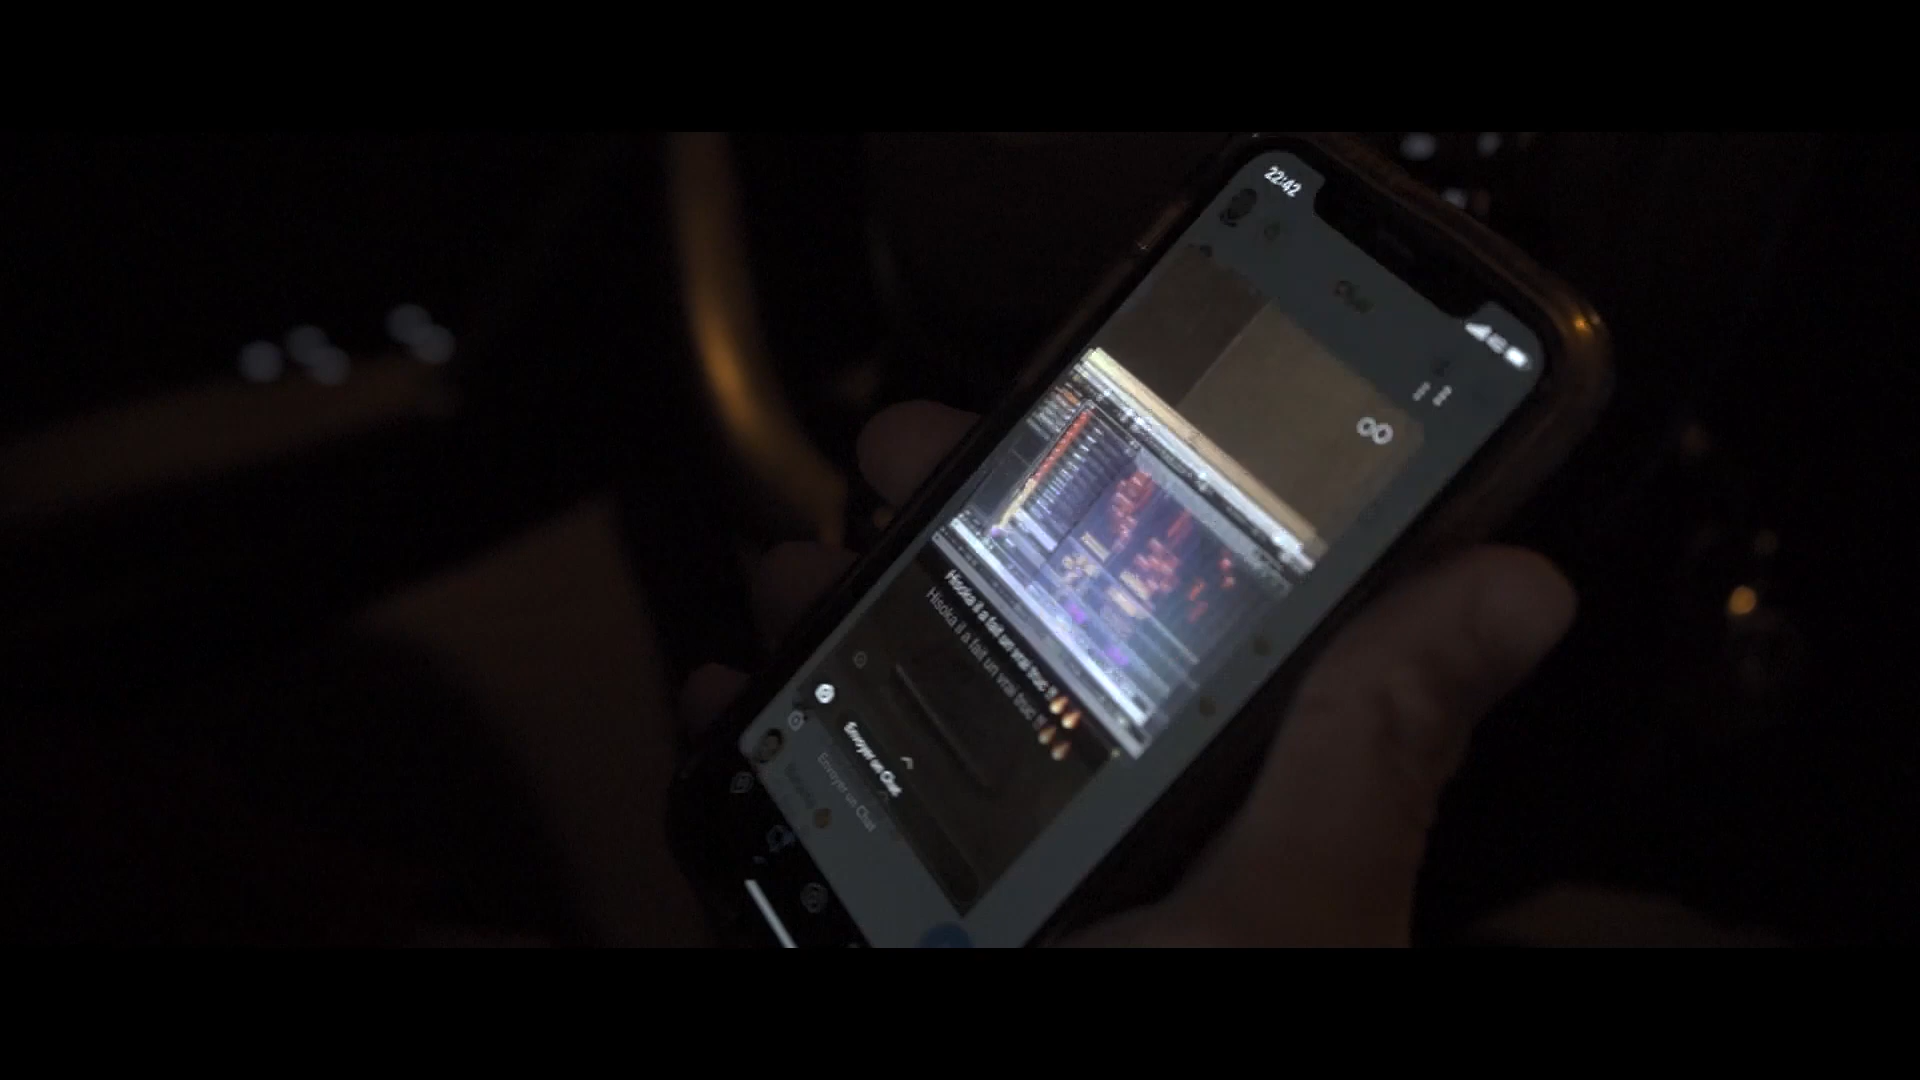 22:42
Chat
Hisoka il a fait un vrai truc !!🔥🔥
Hisoka il a fait un vrai truc !!🔥🔥
Envoyer un Chat
Envoyer un Chat